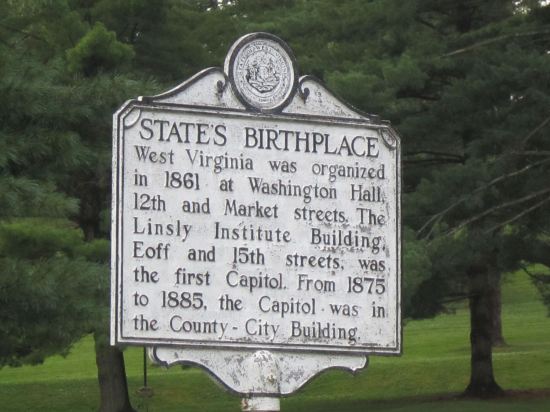 STATE'S BIRTHPLACE
West Virginia was organized
in 1861 at Washington Hall,
12th and Market streets. The
Linsly Institute Building,
Eoff and 15th streets, was
the first Capitol. From 1875
to 1885, the Capitol was in
the County-City Building.